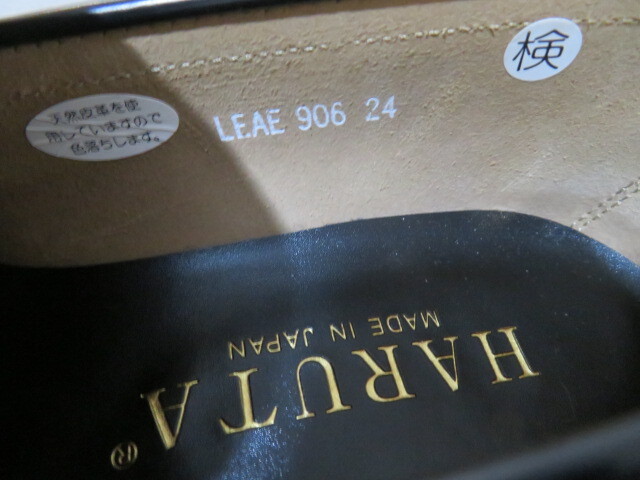 天然皮革を使
用していますので
色落ちします。
LEAE 906 24
検
HARUTA®
MADE IN JAPAN